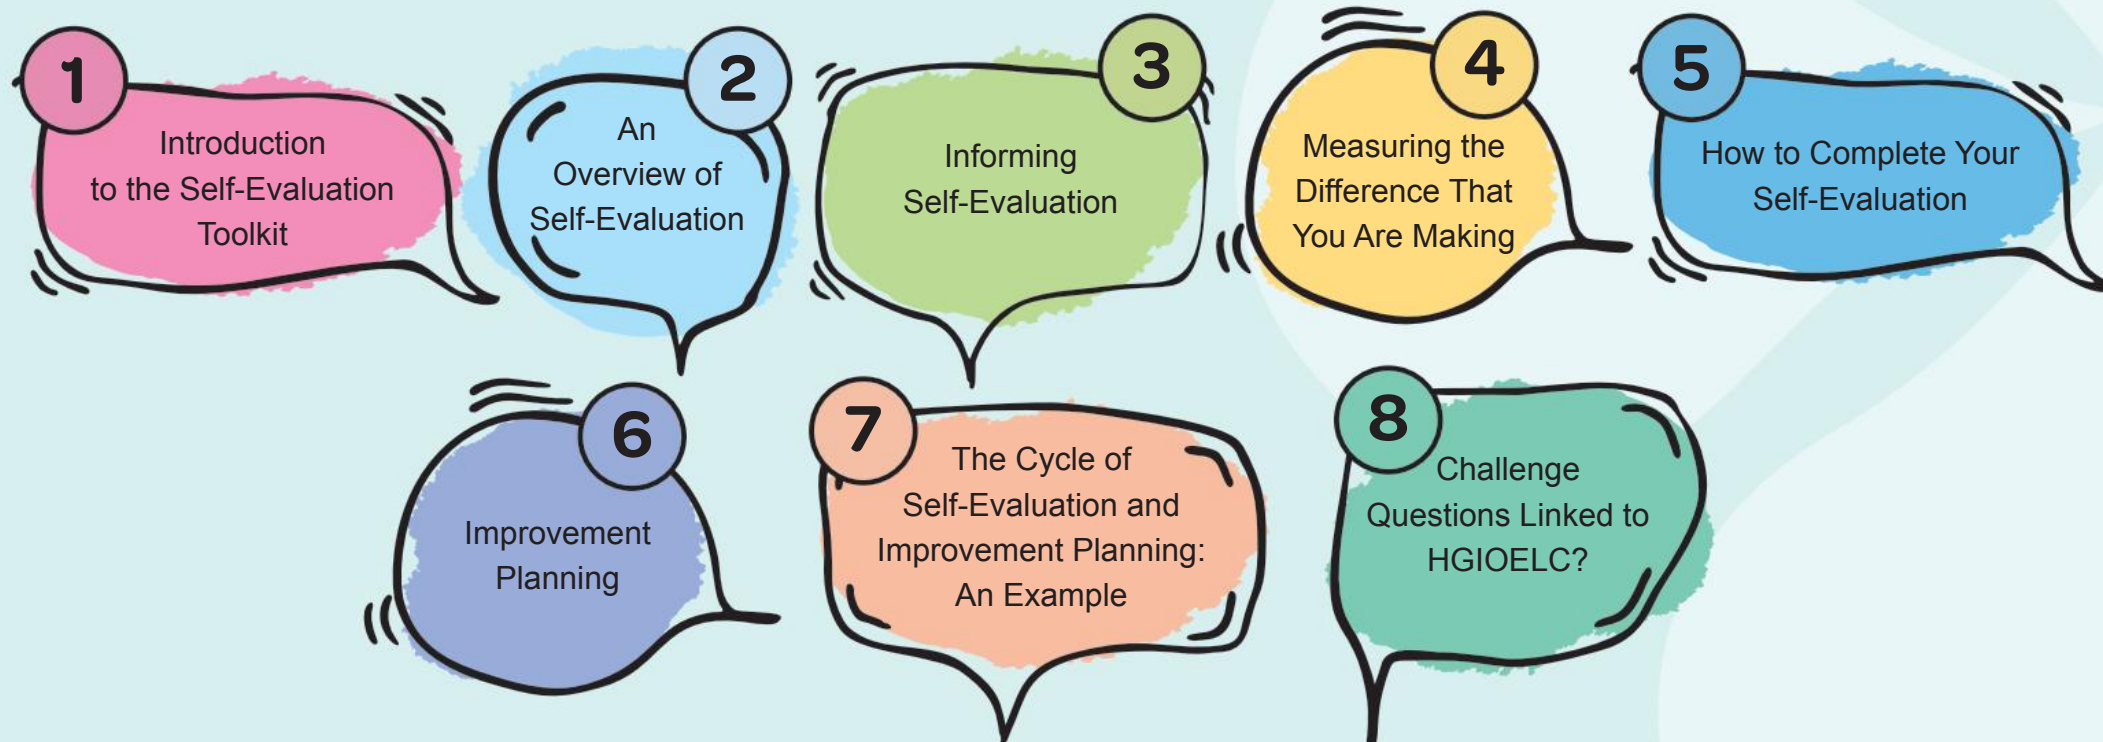 1
Introduction
to the Self-Evaluation
Toolkit
2
An
Overview of
Self-Evaluation
3
Informing
Self-Evaluation
4
Measuring the
Difference That
You Are Making
5
How to Complete Your
Self-Evaluation
6
Improvement
Planning
7
The Cycle of
Self-Evaluation and
Improvement Planning:
An Example
8
Challenge
Questions Linked to
HGIOELC?